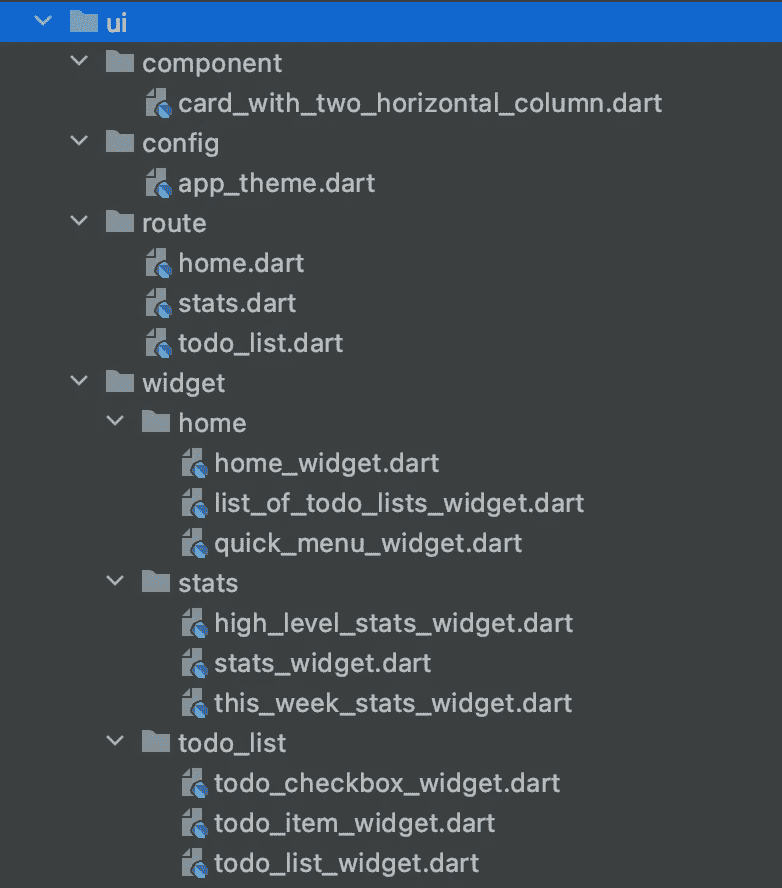 ui
component
card_with_two_horizontal_column.dart
config
app_theme.dart
route
home.dart
stats.dart
todo_list.dart
widget
home
home_widget.dart
list_of_todo_lists_widget.dart
quick_menu_widget.dart
stats
high_level_stats_widget.dart
stats_widget.dart
this_week_stats_widget.dart
todo_list
todo_checkbox_widget.dart
todo_item_widget.dart
todo_list_widget.dart